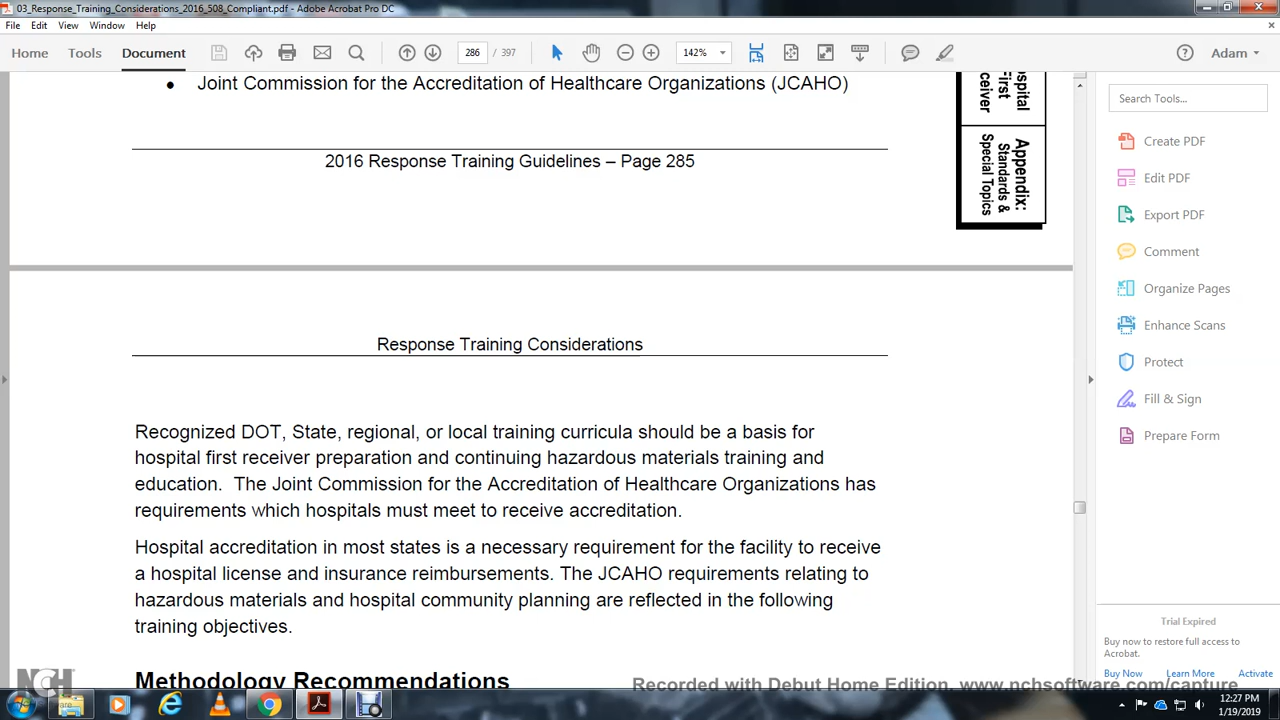 03_Response_Training_Considerations_2016_508_Compliant.pdf - Adobe Acrobat Pro DC
File Edit View Window Help
Home Tools Document 286 / 397 142% Adam
• Joint Commission for the Accreditation of Healthcare Organizations (JCAHO)
2016 Response Training Guidelines – Page 285
ospital
First
ceiver
Appendix:
Standards &
Special Topics
Response Training Considerations
Recognized DOT, State, regional, or local training curricula should be a basis for
hospital first receiver preparation and continuing hazardous materials training and
education. The Joint Commission for the Accreditation of Healthcare Organizations has
requirements which hospitals must meet to receive accreditation.
Hospital accreditation in most states is a necessary requirement for the facility to receive
a hospital license and insurance reimbursements. The JCAHO requirements relating to
hazardous materials and hospital community planning are reflected in the following
training objectives.
Methodology Recommendations
Search Tools...
Create PDF
Edit PDF
Export PDF
Comment
Organize Pages
Enhance Scans
Protect
Fill & Sign
Prepare Form
Trial Expired
Buy now to restore full access to
Acrobat.
Buy Now Learn More Activate
NCH
Recorded with Debut Home Edition. www.nchsoftware.com/capture
12:27 PM
1/19/2019